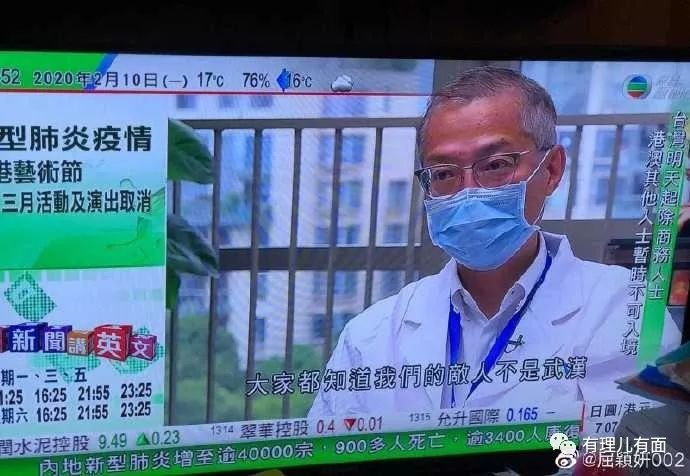 :52 2020年2月10日(一) 17℃ 76% 16℃
型肺炎疫情
港藝術節
三月活動及演出取消
台灣明天起除商務人士
港澳其他人士暫時不可入境
新聞講英文
期一、三、五
:25 16:25 21:55 23:25
期六 16:25 21:55 23:25
大家都知道我們的敵人不是武漢
潤水泥控股 9.49 ▲0.23 1314 翠華控股 0.4 ▼0.01 1315 允升國際 0.165 — 日圓/港元
7.07
內地新型肺炎增至逾40000宗，900多人死亡，逾3400人康復
有理儿有面
@屈穎妍002